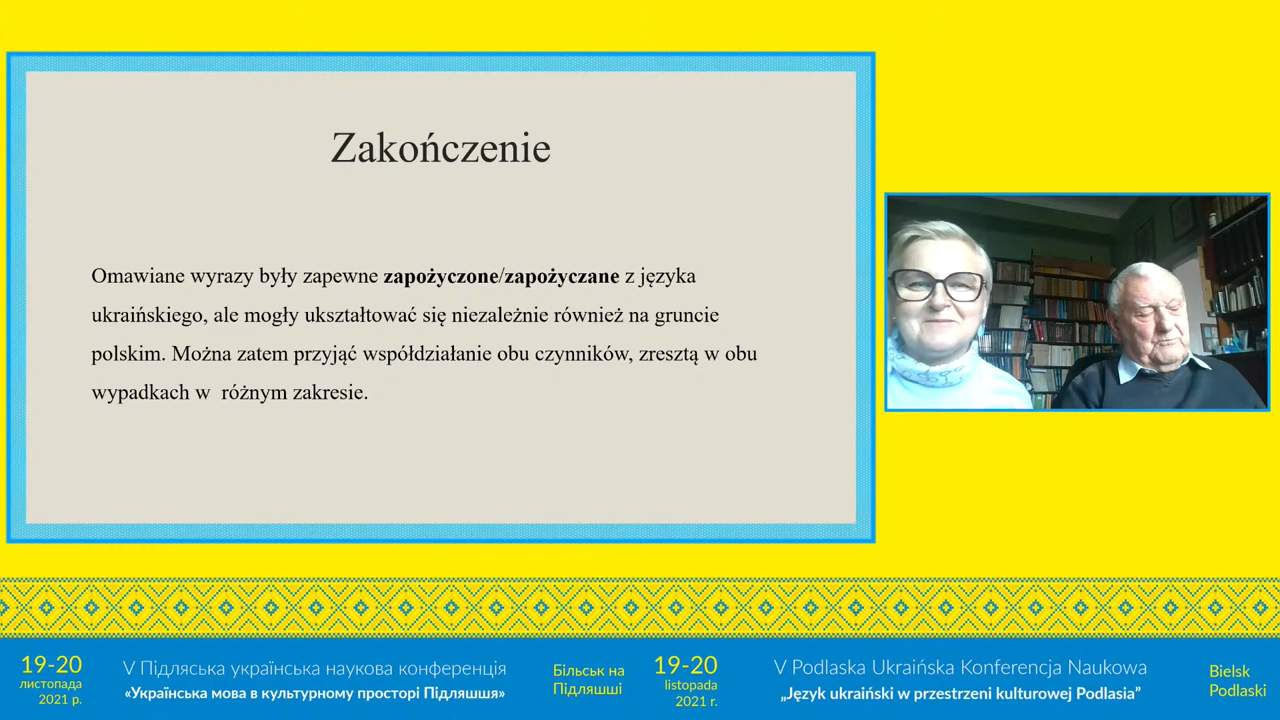 Zakończenie
Omawiane wyrazy były zapewne zapożyczone/zapożyczane z języka
ukraińskiego, ale mogły ukształtować się niezależnie również na gruncie
polskim. Można zatem przyjąć współdziałanie obu czynników, zresztą w obu
wypadkach w  różnym zakresie.
19-20
листопада
2021 р.
V Підляська українська наукова конференція
«Українська мова в культурному просторі Підляшшя»
Більськ на
Підляшші
19-20
listopada
2021 r.
V Podlaska Ukraińska Konferencja Naukowa
„Język ukraiński w przestrzeni kulturowej Podlasia”
Bielsk
Podlaski